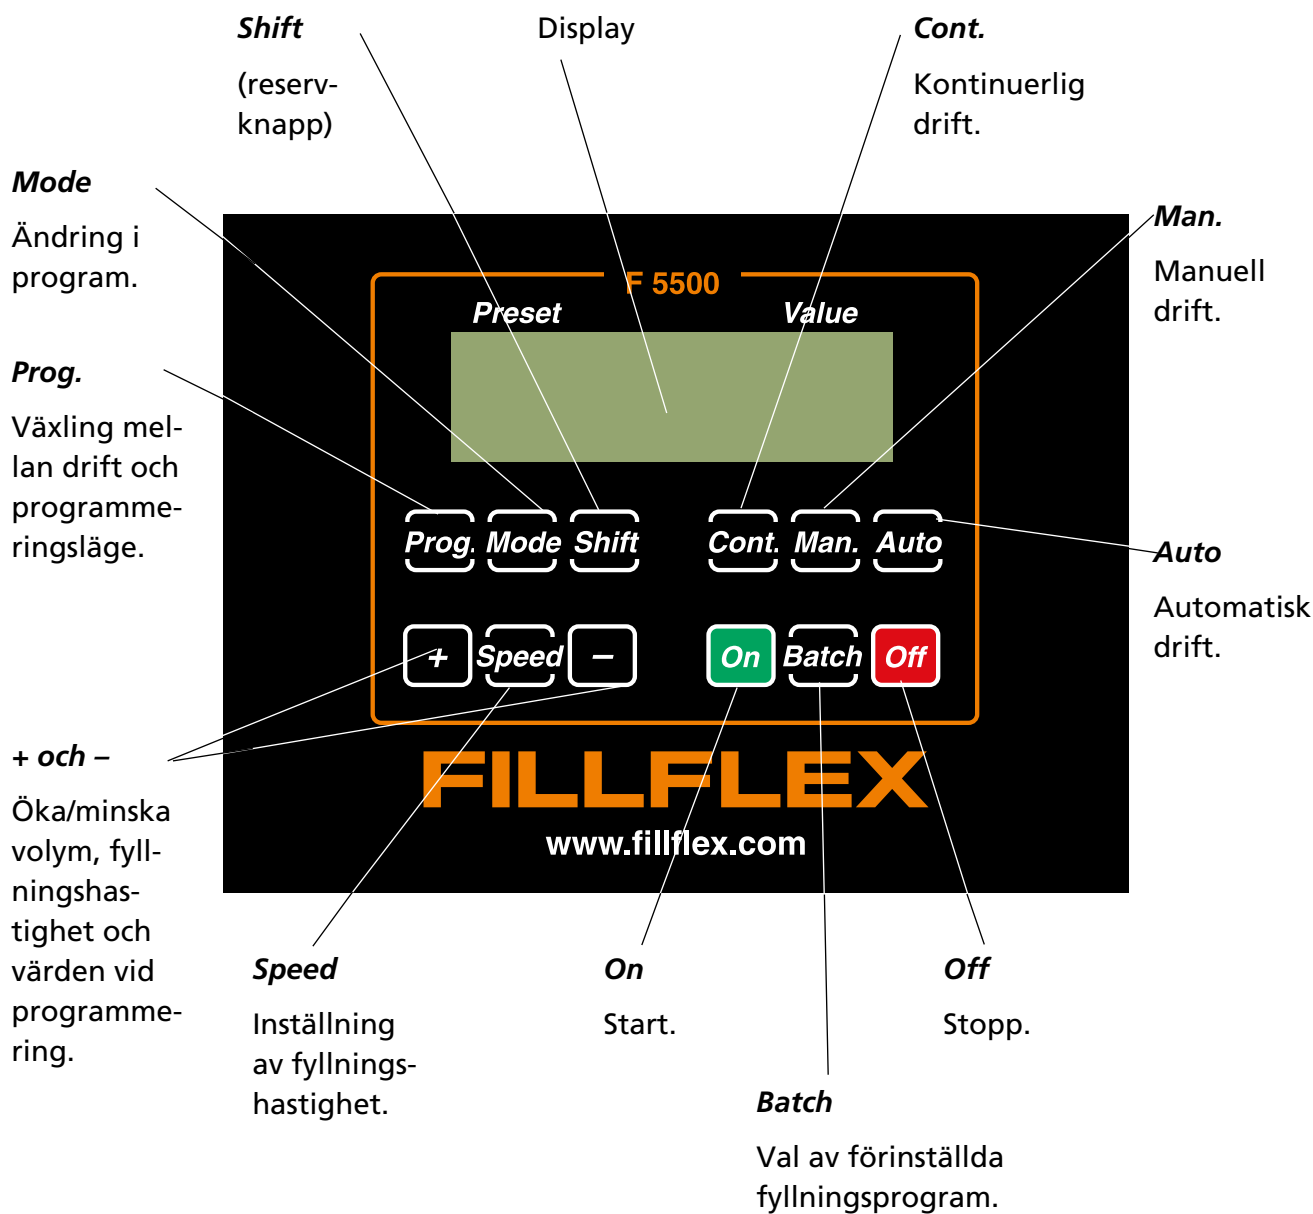 Shift
(reserv-
knapp)
Display
Cont.
Kontinuerlig
drift.
Mode
Ändring i
program.
Man.
Manuell
drift.
Prog.
Växling mel-
lan drift och
programme-
ringsläge.
F 5500
Preset Value
Prog. Mode Shift Cont. Man. Auto
+ Speed – On Batch Off
FILLFLEX
www.fillflex.com
Auto
Automatisk
drift.
+ och –
Öka/minska
volym, fyll-
ningshas-
tighet och
värden vid
programme-
ring.
Speed
Inställning
av fyllnings-
hastighet.
On
Start.
Off
Stopp.
Batch
Val av förinställda
fyllningsprogram.